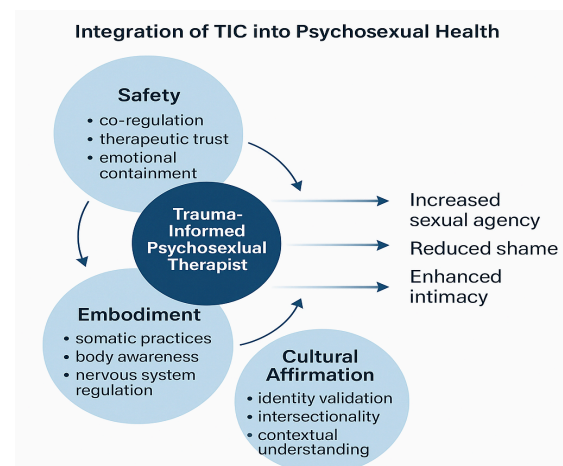 Integration of TIC into Psychosexual Health
Safety
• co-regulation
• therapeutic trust
• emotional
containment
Trauma-
Informed
Psychosexlual
Therapist
Increased
sexual agency
Reduced shame
Enhanced
intimacy
Embodiment
• somatic practices
• body awareness
• nervous system
regulation
Cultural
Affirmation
• identity validation
• intersectionality
• contextual
understanding